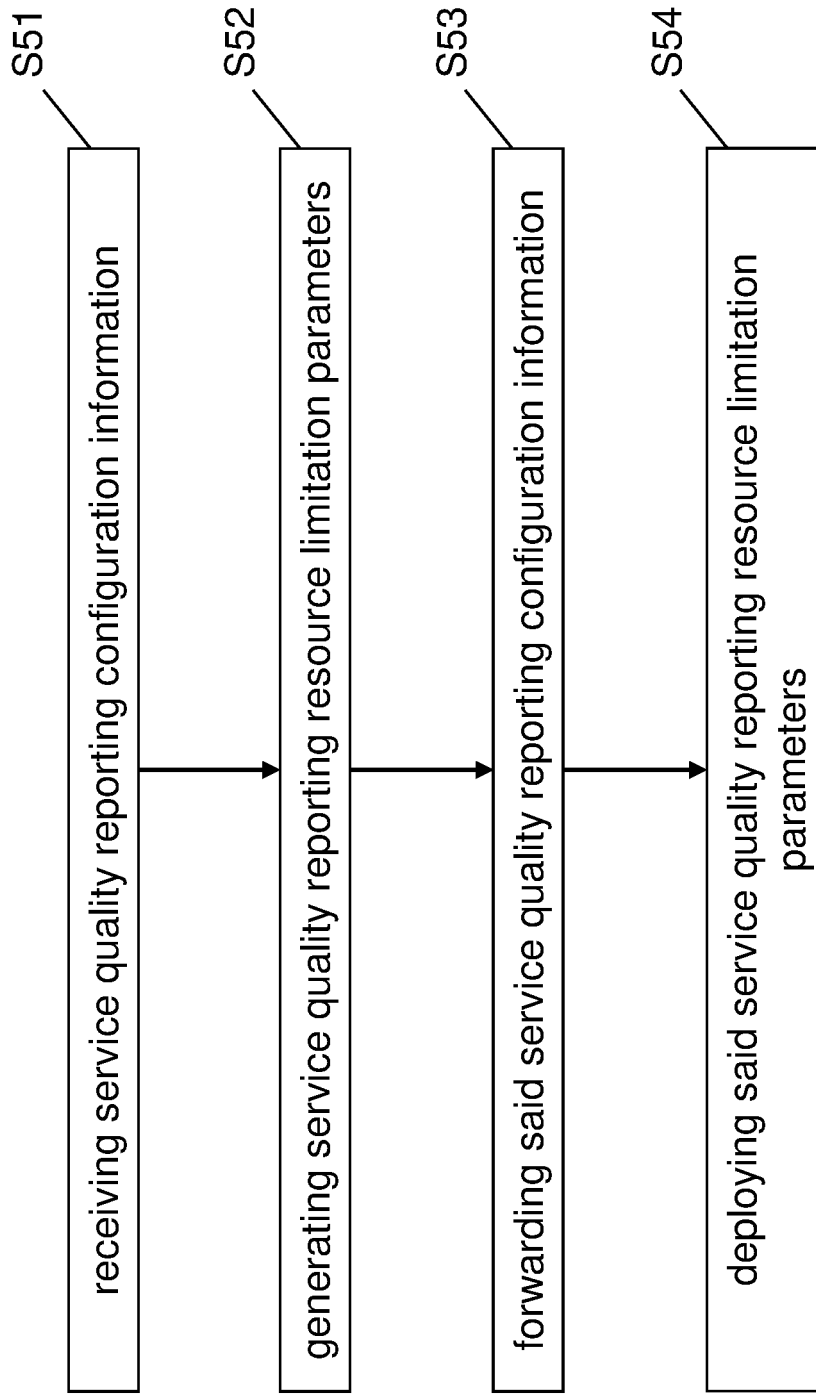 S51
receiving service quality reporting configuration information
S52
generating service quality reporting resource limitation parameters
S53
forwarding said service quality reporting configuration information
S54
deploying said service quality reporting resource limitation
parameters